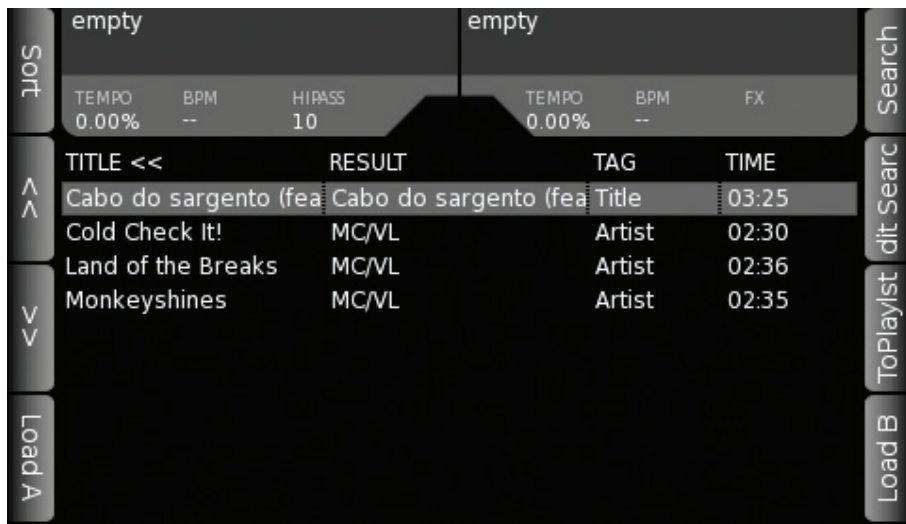 Sort
<<
>>
Load A
empty
empty
TEMPO BPM HIPASS
0.00% -- 10
TEMPO BPM FX
0.00% --
TITLE << RESULT TAG TIME
Cabo do sargento (fea Cabo do sargento (fea Title 03:25
Cold Check It! MC/VL Artist 02:30
Land of the Breaks MC/VL Artist 02:36
Monkeyshines MC/VL Artist 02:35
Search
dit Searc
ToPlaylst
Load B